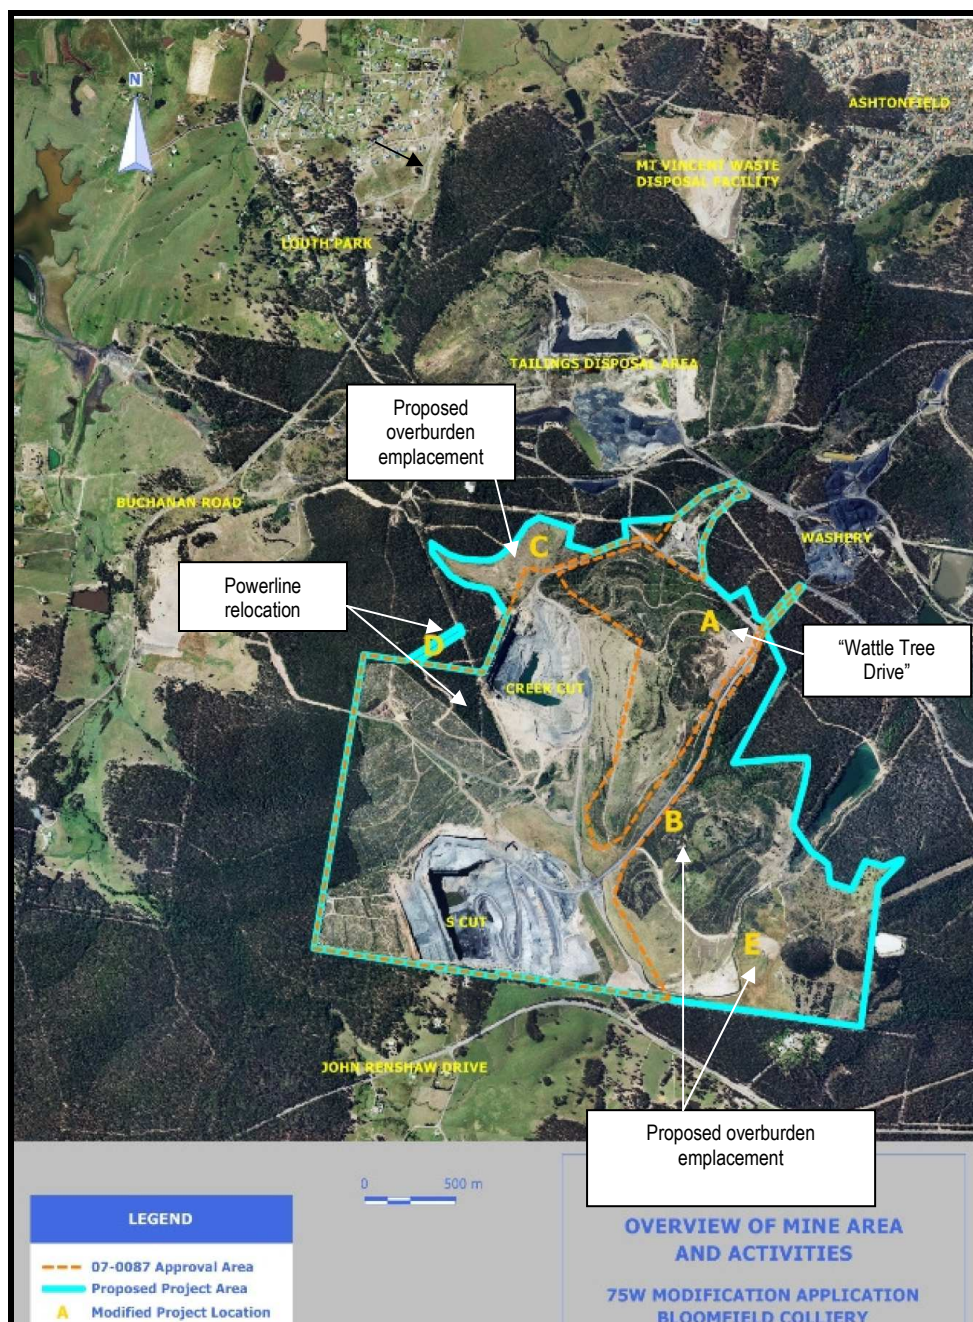 N
ASHTONFIELD
MT VINCENT WASTE
DISPOSAL FACILITY
LOUTH PARK
TAILINGS DISPOSAL AREA
Proposed
overburden
emplacement
BUCHANAN ROAD
WASHERY
C
Powerline
relocation
A
D
“Wattle Tree
Drive”
CREEK CUT
B
S CUT
E
JOHN RENSHAW DRIVE
Proposed overburden
emplacement
0 500 m
LEGEND
07-0087 Approval Area
Proposed Project Area
A Modified Project Location
OVERVIEW OF MINE AREA
AND ACTIVITIES
75W MODIFICATION APPLICATION
BLOOMFIELD COLLIERY